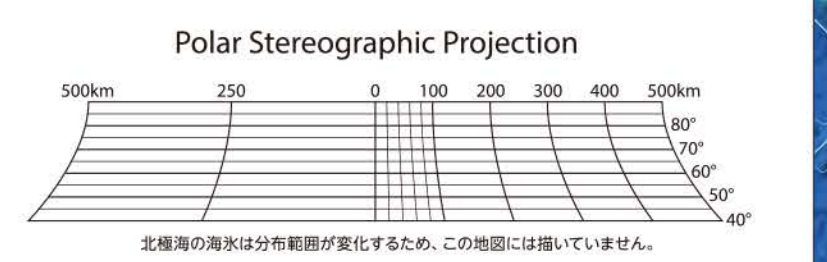 Polar Stereographic Projection
500km 250 0 100 200 300 400 500km
80°
70°
60°
50°
40°
北極海の海氷は分布範囲が変化するため、この地図には描いていません。